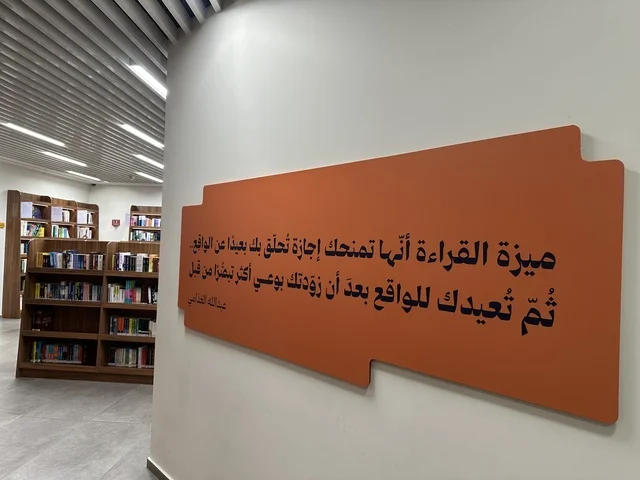 ميزة القراءة أنّها تمنحك إجازة تُحلّق بك بعيدًا عن الواقع..
ثُمّ تُعيدك للواقع بعدَ أن زوّدتك بوعي أكثر تبصّرًا من قبل
عبدالله الغذامي